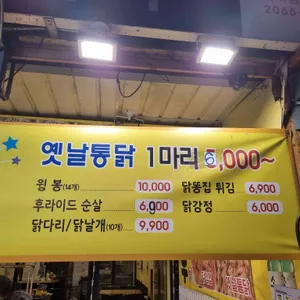 2065
옛날통닭 1마리 6,000~
윙 봉(14개) 10,000 닭똥집 튀김 6,900
후라이드 순살 6,900 닭강정 6,000
닭다리/닭날개(10개) 9,900